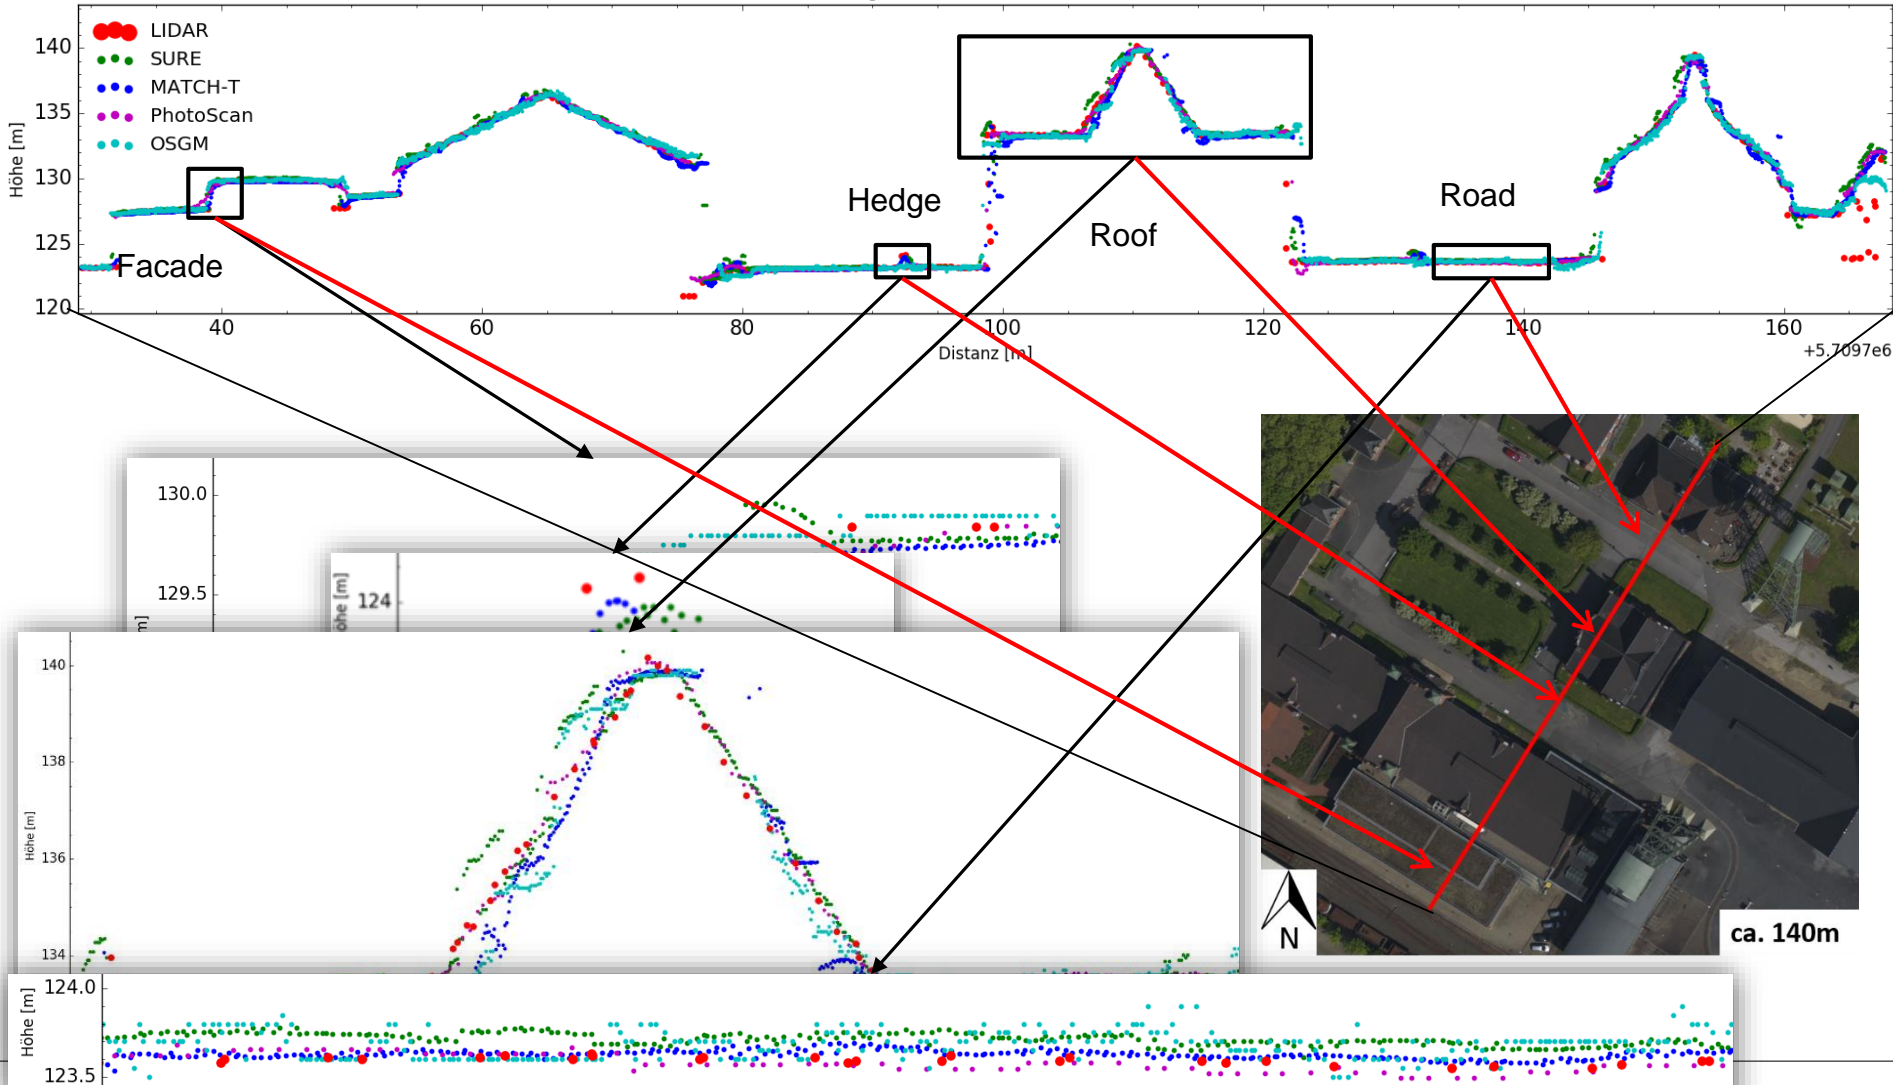 140
135
130
125
120
Höhe [m]
LIDAR
SURE
MATCH-T
PhotoScan
OSGM
Facade
Hedge
Roof
Road
40
60
80
100
120
140
160
Distanz [m]
+5.7097e6
130.0
129.5
m]
öhe [m]
124
140
138
136
134
Höhe [m]
N
ca. 140m
124.0
123.5
Höhe [m]